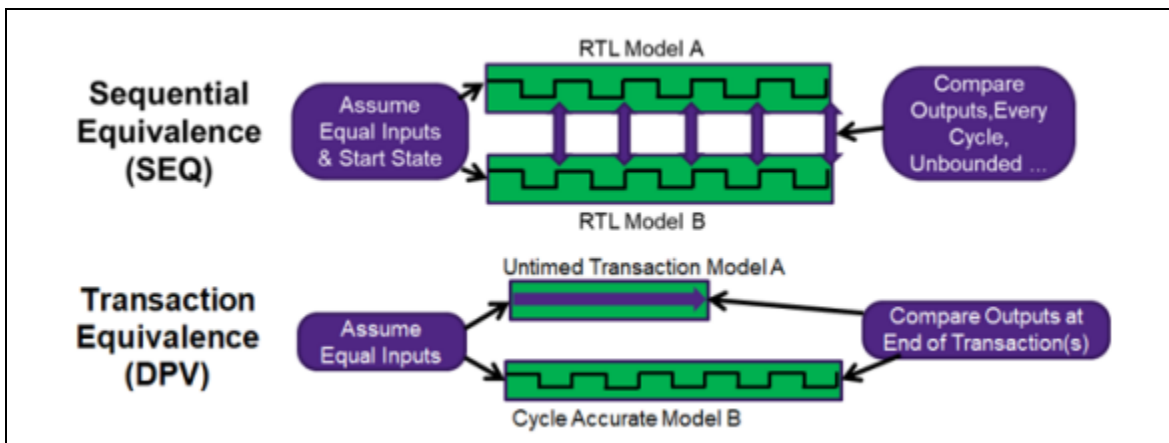 RTL Model A
Sequential
Equivalence
(SEQ)
Assume
Equal Inputs
& Start State
Compare
Outputs,Every
Cycle,
Unbounded ...
RTL Model B
Untimed Transaction Model A
Transaction
Equivalence
(DPV)
Assume
Equal Inputs
Compare Outputs at
End of Transaction(s)
Cycle Accurate Model B